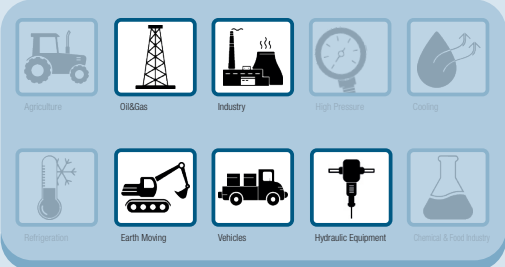 Agriculture
Oil&Gas
Industry
High Pressure
Cooling
Refrigeration
Earth Moving
Vehicles
Hydraulic Equipment
Chemical & Food Industry